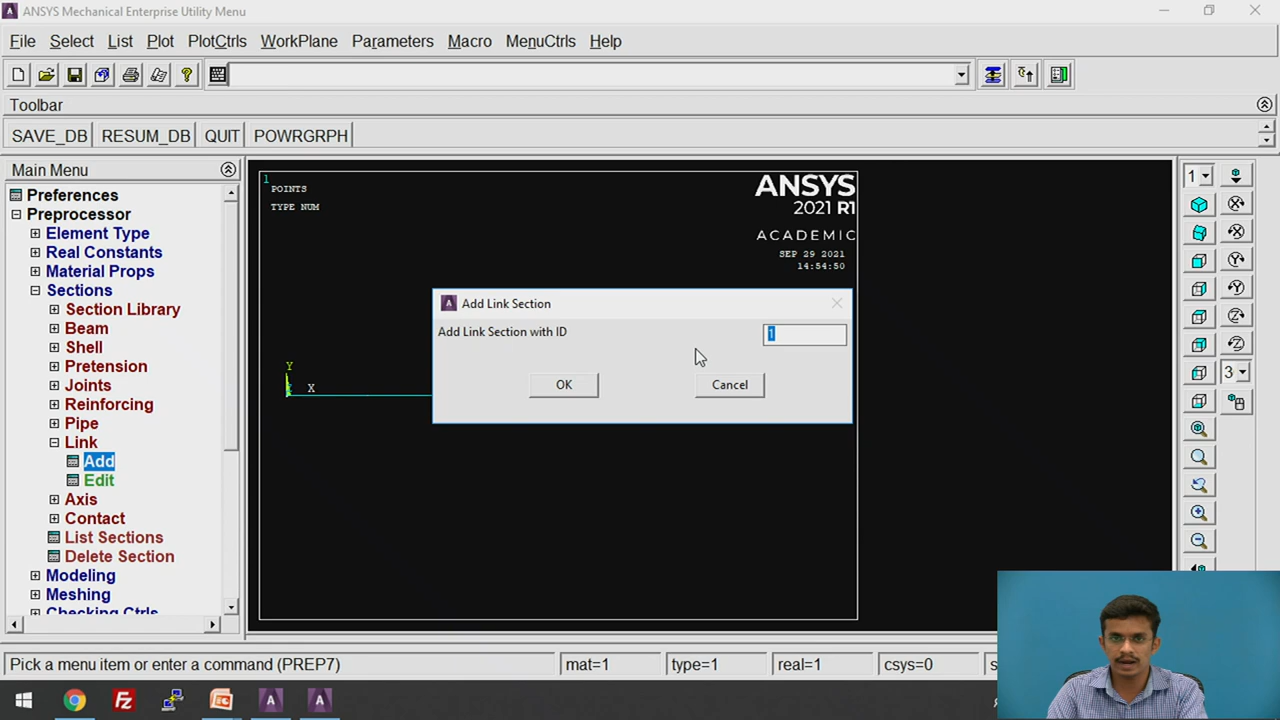 ANSYS Mechanical Enterprise Utility Menu
File Select List Plot PlotCtrls WorkPlane Parameters Macro MenuCtrls Help
Toolbar
SAVE_DB RESUM_DB QUIT POWRGRPH
Main Menu
Preferences
Preprocessor
Element Type
Real Constants
Material Props
Sections
Section Library
Beam
Shell
Pretension
Joints
Reinforcing
Pipe
Link
Add
Edit
Axis
Contact
List Sections
Delete Section
Modeling
Meshing
Checking Ctrls
1
POINTS
TYPE NUM
ANSYS
2021 R1
ACADEMIC
SEP 29 2021
14:54:50
Y
X
Add Link Section
Add Link Section with ID 1
OK Cancel
1
3
Pick a menu item or enter a command (PREP7) mat=1 type=1 real=1 csys=0 s